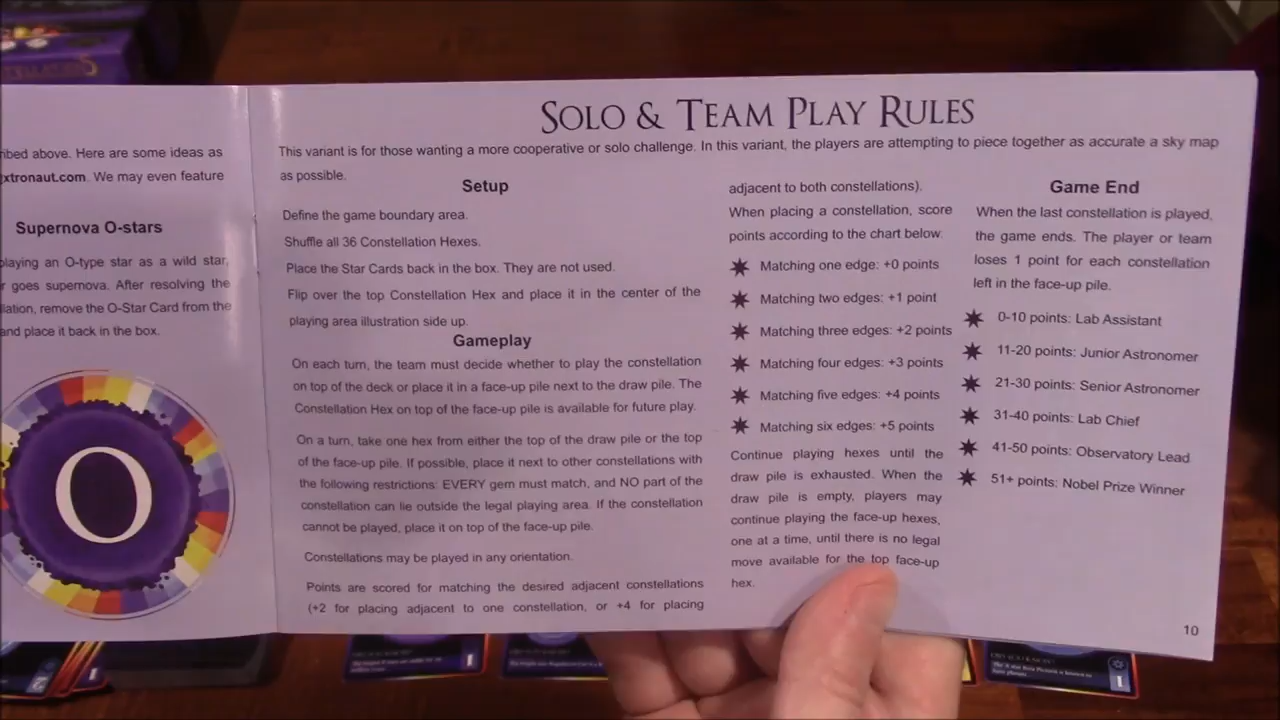 SOLO & TEAM PLAY RULES
This variant is for those wanting a more cooperative or solo challenge. In this variant, the players are attempting to piece together as accurate a sky map
as possible.
ibed above. Here are some ideas as
xtronaut.com. We may even feature
Supernova O-stars
playing an O-type star as a wild star,
r goes supernova. After resolving the
llation, remove the O-Star Card from the
and place it back in the box.
O
Setup
Define the game boundary area.
Shuffle all 36 Constellation Hexes.
Place the Star Cards back in the box. They are not used.
Flip over the top Constellation Hex and place it in the center of the
playing area illustration side up.
Gameplay
On each turn, the team must decide whether to play the constellation
on top of the deck or place it in a face-up pile next to the draw pile. The
Constellation Hex on top of the face-up pile is available for future play.
On a turn, take one hex from either the top of the draw pile or the top
of the face-up pile. If possible, place it next to other constellations with
the following restrictions: EVERY gem must match, and NO part of the
constellation can lie outside the legal playing area. If the constellation
cannot be played, place it on top of the face-up pile.
Constellations may be played in any orientation.
Points are scored for matching the desired adjacent constellations
(+2 for placing adjacent to one constellation, or +4 for placing
adjacent to both constellations).
When placing a constellation, score
points according to the chart below.
Matching one edge: +0 points
Matching two edges: +1 point
Matching three edges: +2 points
Matching four edges: +3 points
Matching five edges: +4 points
Matching six edges: +5 points
Continue playing hexes until the
draw pile is exhausted. When the
draw pile is empty, players may
continue playing the face-up hexes,
one at a time, until there is no legal
move available for the top face-up
hex.
Game End
When the last constellation is played,
the game ends. The player or team
loses 1 point for each constellation
left in the face-up pile.
0-10 points: Lab Assistant
11-20 points: Junior Astronomer
21-30 points: Senior Astronomer
31-40 points: Lab Chief
41-50 points: Observatory Lead
51+ points: Nobel Prize Winner
10
1
1
1